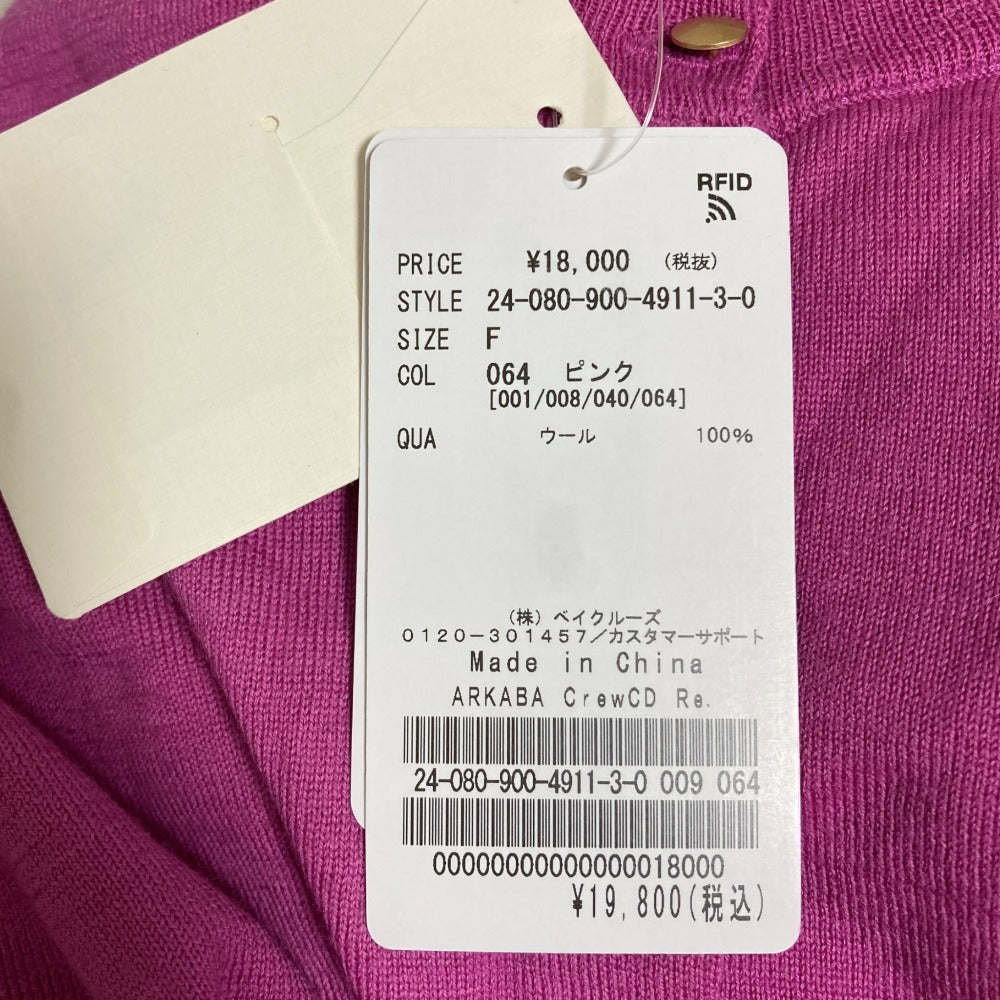 RFID
PRICE ¥18,000 (税抜)
STYLE 24-080-900-4911-3-0
SIZE F
COL 064 ピンク
[001/008/040/064]
QUA ウール 100%
(株)ベイクルーズ
0120-301457/カスタマーサポート
Made in China
ARKABA CrewCD Re.
24-080-900-4911-3-0 009 064
00000000000000018000
¥19,800(税込)